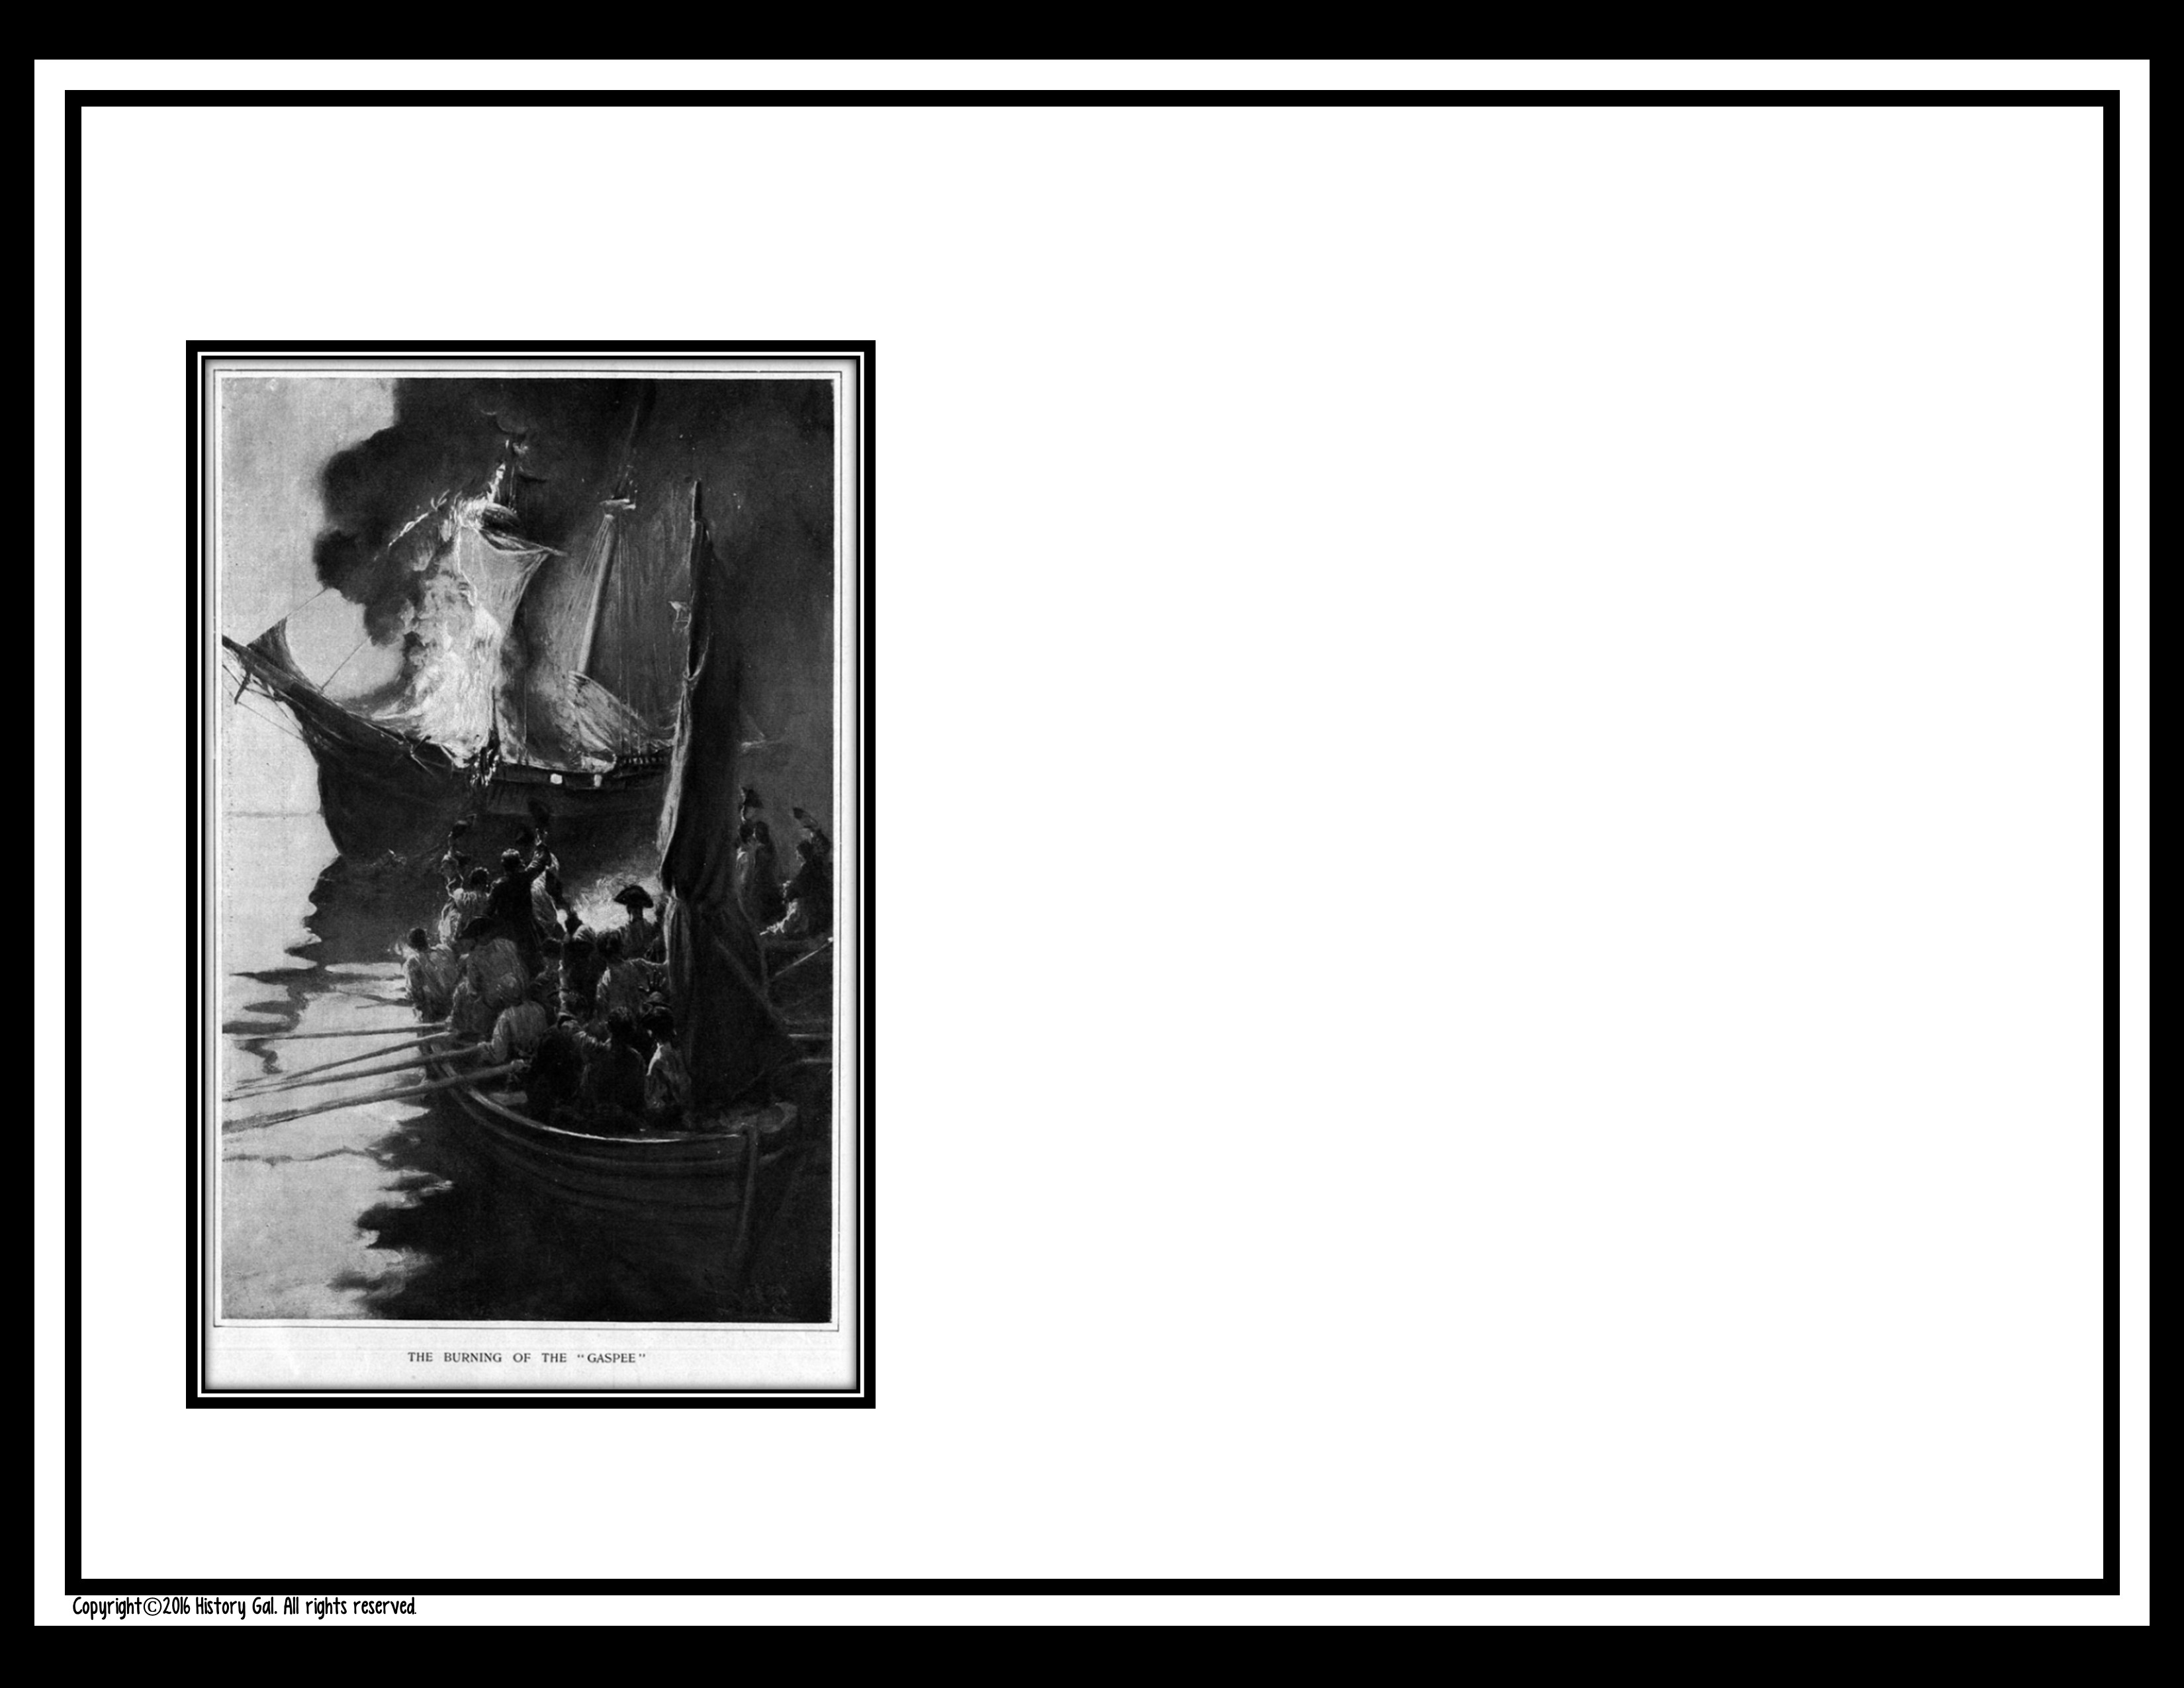 THE BURNING OF THE "GASPEE"
Copyright©2016 History Gal. All rights reserved.